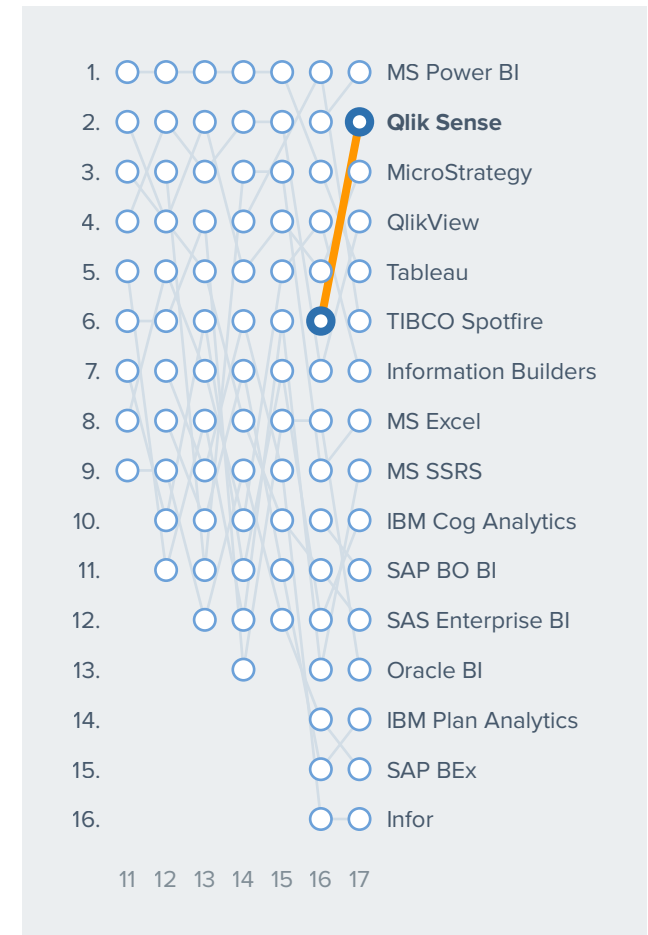 1. MS Power BI
2. Qlik Sense
3. MicroStrategy
4. QlikView
5. Tableau
6. TIBCO Spotfire
7. Information Builders
8. MS Excel
9. MS SSRS
10. IBM Cog Analytics
11. SAP BO BI
12. SAS Enterprise BI
13. Oracle BI
14. IBM Plan Analytics
15. SAP BEx
16. Infor
11 12 13 14 15 16 17